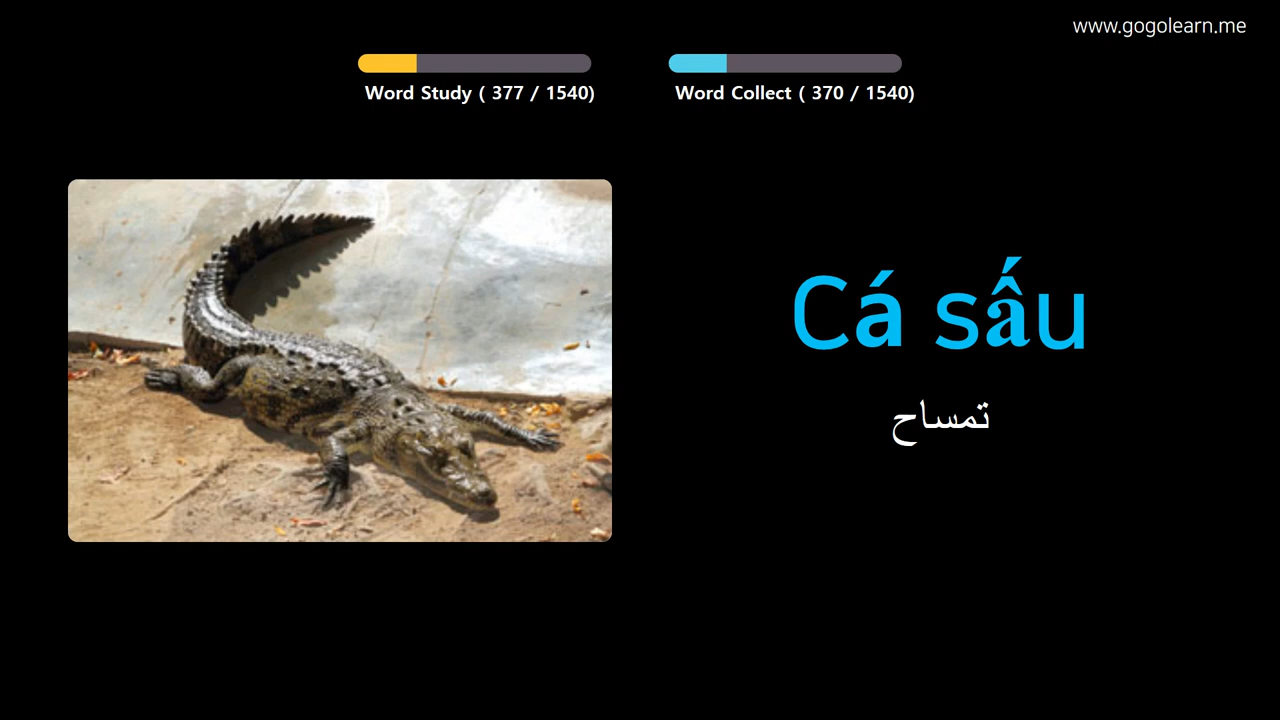 www.gogolearn.me
Word Study ( 377 / 1540)
Word Collect ( 370 / 1540)
Cá sấu
تمساح